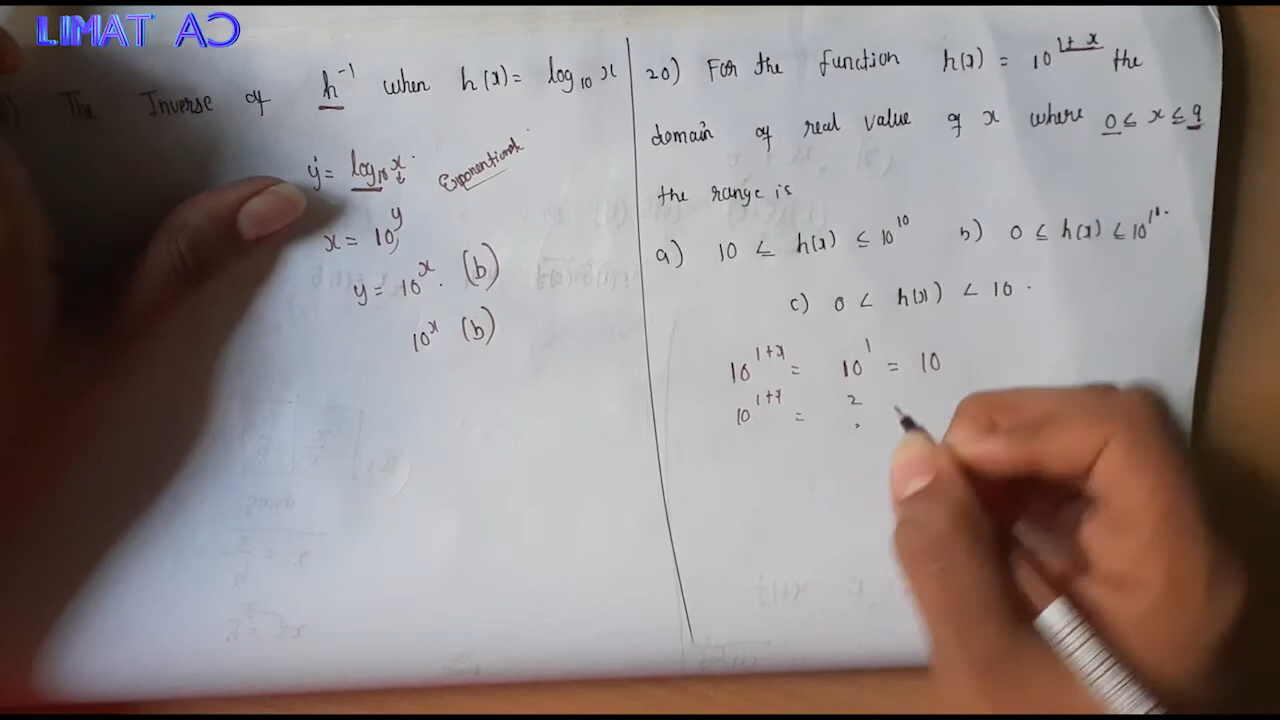 LIMAT AC
The Inverse of h⁻¹ when h(x) = log₁₀ x
y = log₁₀ x.
Exponentional
x = 10^y
y = 10^x. (b)
10^x (b)
20) For the function h(x) = 10^1+x the
domain of real value of x where 0 ≤ x ≤ 9
the range is
a) 10 ≤ h(x) ≤ 10^10 b) 0 ≤ h(x) ≤ 10^
c) 0 < h(x) < 10.
10^1+x = 10^1 = 10
10^1+x = 2